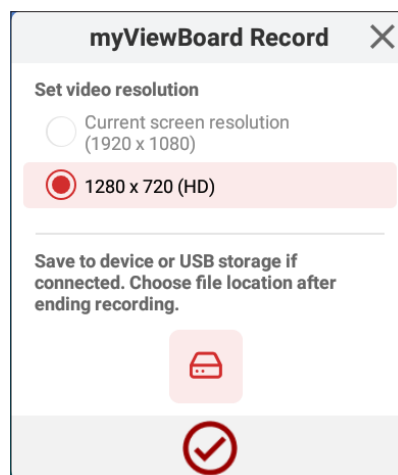 myViewBoard Record
Set video resolution
Current screen resolution
(1920 x 1080)
1280 x 720 (HD)
Save to device or USB storage if
connected. Choose file location after
ending recording.